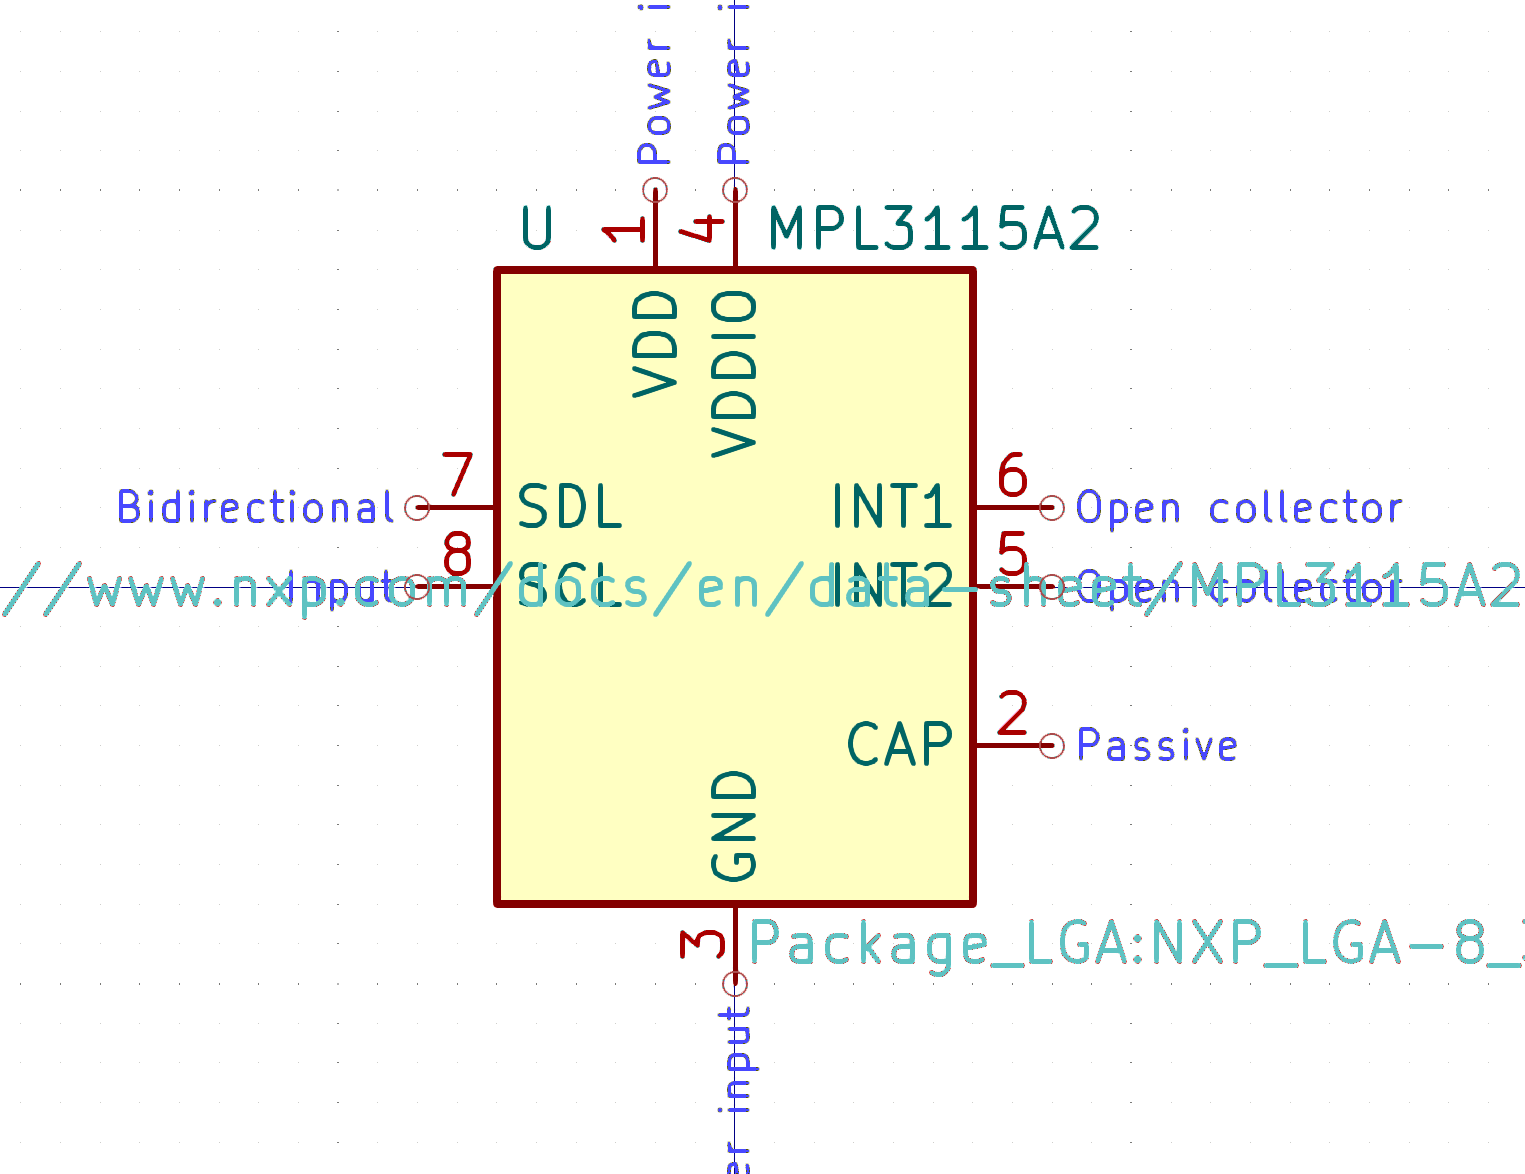 Power i
Power i
U
1
4
MPL3115A2
VDD
VDDIO
7
6
Bidirectional
SDL
INT1
Open collector
8
5
Input
SCL
INT2
Open collector
//www.nxp.com/docs/en/data-sheet/MPL3115A2
2
CAP
Passive
GND
3
Package_LGA:NXP_LGA-8_
er input